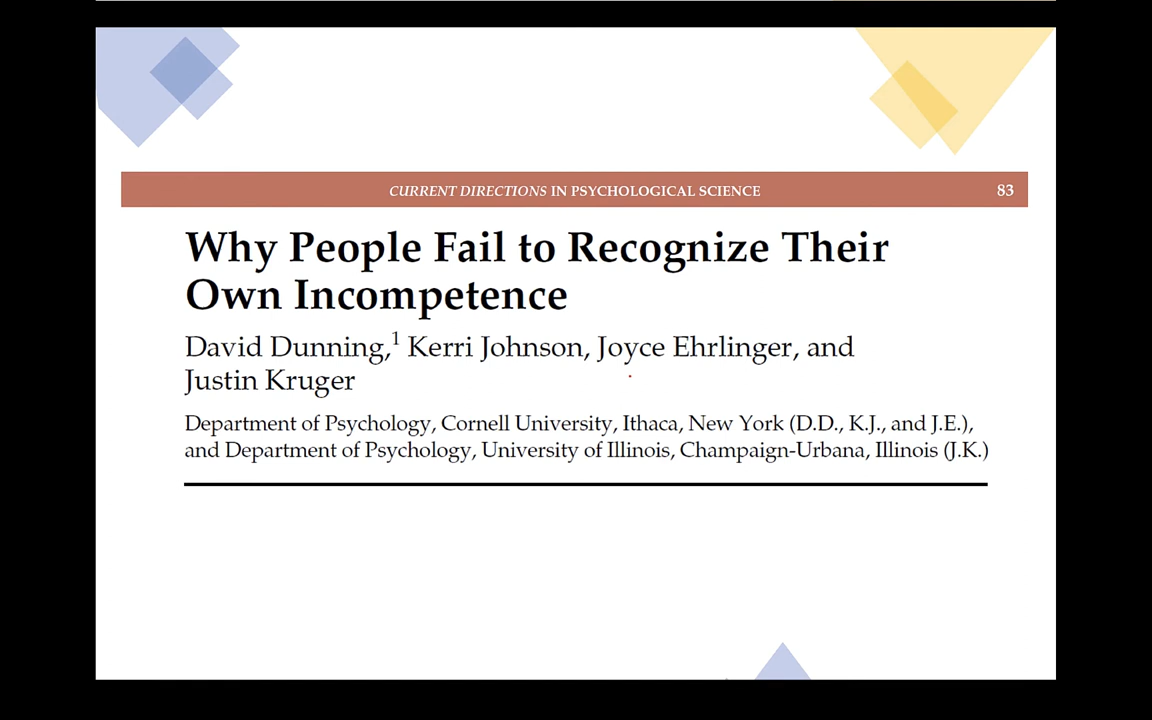 CURRENT DIRECTIONS IN PSYCHOLOGICAL SCIENCE 83
Why People Fail to Recognize Their
Own Incompetence
David Dunning,¹ Kerri Johnson, Joyce Ehrlinger, and
Justin Kruger
Department of Psychology, Cornell University, Ithaca, New York (D.D., K.J., and J.E.),
and Department of Psychology, University of Illinois, Champaign-Urbana, Illinois (J.K.)